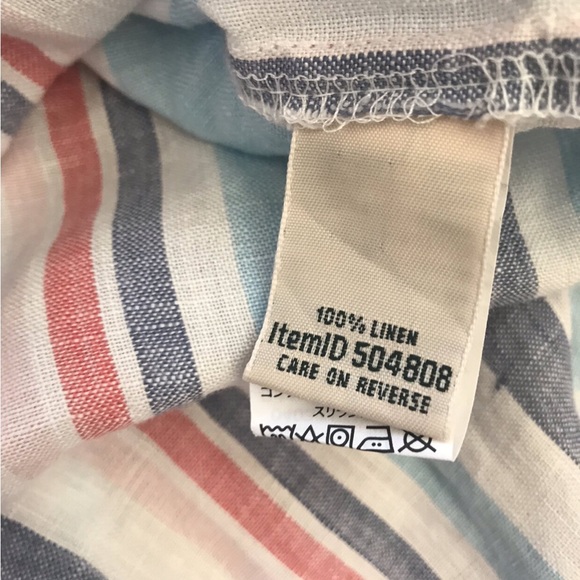 100% LINEN
ItemID 504808
CARE ON REVERSE